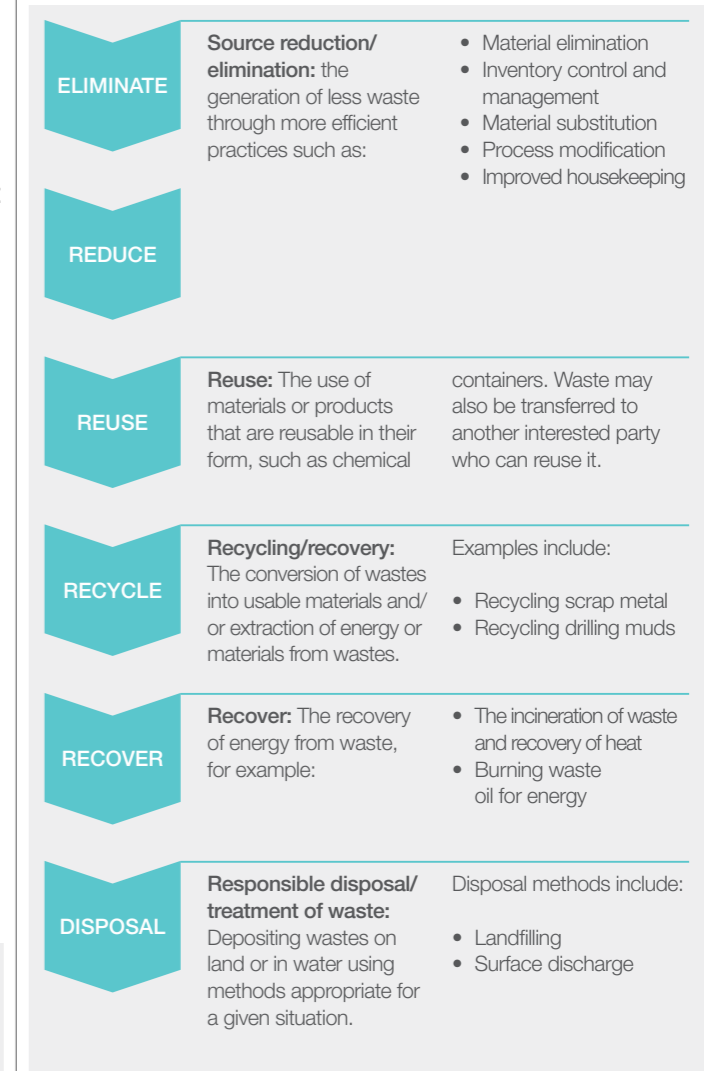 ELIMINATE
Source reduction/
elimination: the
generation of less waste
through more efficient
practices such as:
• Material elimination
• Inventory control and
management
• Material substitution
• Process modification
• Improved housekeeping
REDUCE
REUSE
Reuse: The use of
materials or products
that are reusable in their
form, such as chemical
containers. Waste may
also be transferred to
another interested party
who can reuse it.
RECYCLE
Recycling/recovery:
The conversion of wastes
into usable materials and/
or extraction of energy or
materials from wastes.
Examples include:
• Recycling scrap metal
• Recycling drilling muds
RECOVER
Recover: The recovery
of energy from waste,
for example:
• The incineration of waste
and recovery of heat
• Burning waste
oil for energy
DISPOSAL
Responsible disposal/
treatment of waste:
Depositing wastes on
land or in water using
methods appropriate for
a given situation.
Disposal methods include:
• Landfilling
• Surface discharge